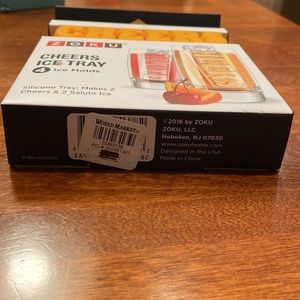 ZOKU
CHEERS
ICE TRAY
4 Ice Molds
Silicone Tray; Makes 2
Cheers & 2 Salute Ice
WORLD MARKET
©2016 by ZOKU
ZOKU, LLC
Hoboken, NJ 07030
www.zokuhome.com
Designed in the USA
Made in China